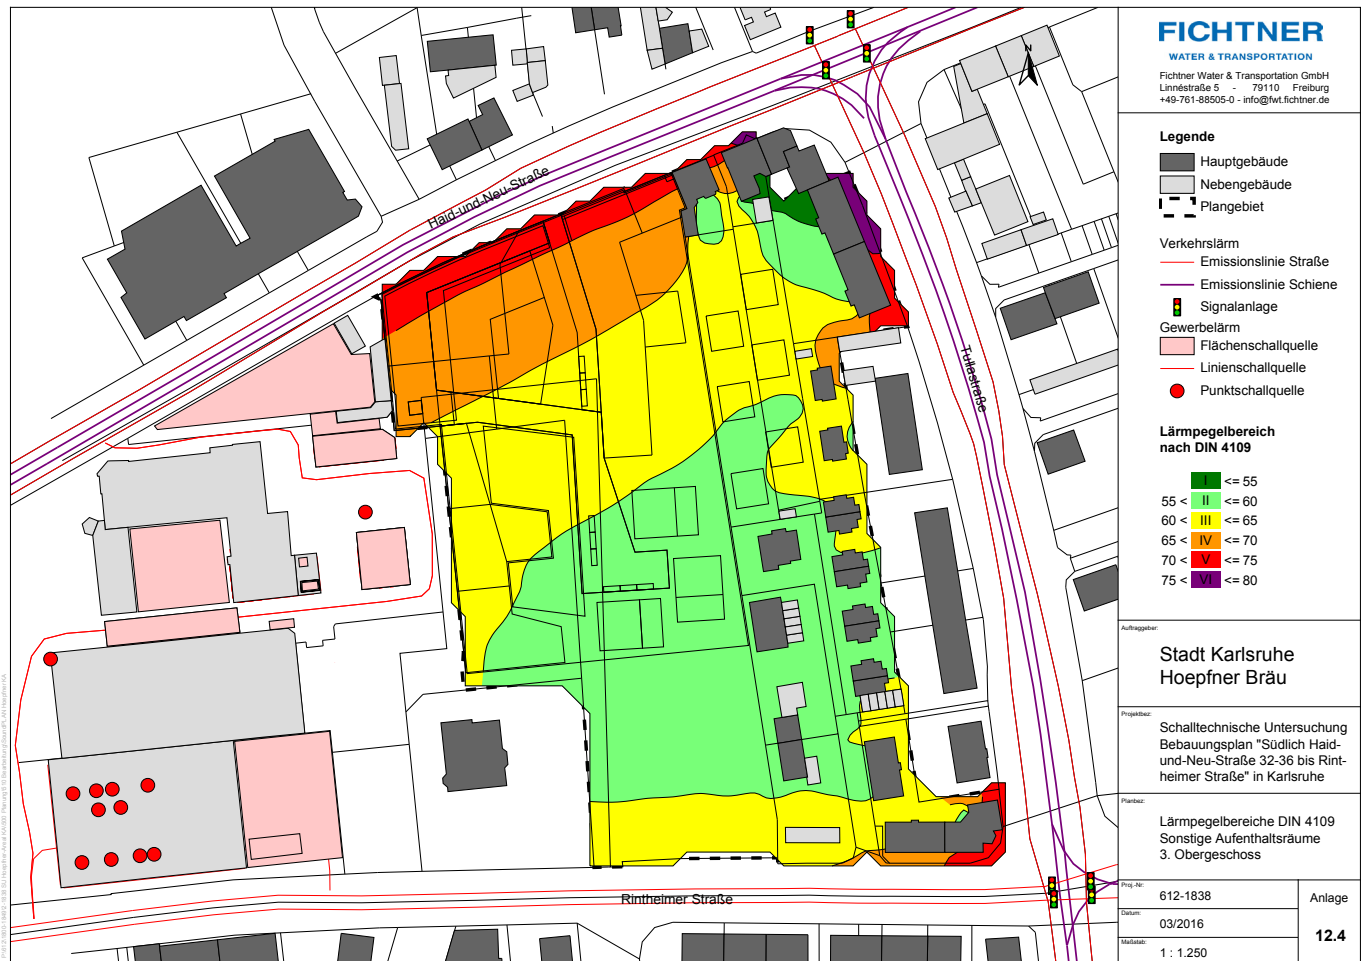 FICHTNER
WATER & TRANSPORTATION
Fichtner Water & Transportation GmbH
Linnéstraße 5 - 79110 Freiburg
+49-761-88505-0 - info@fwt.fichtner.de
N
Legende
Hauptgebäude
Nebengebäude
Plangebiet
Verkehrslärm
Emissionslinie Straße
Emissionslinie Schiene
Signalanlage
Gewerbelärm
Flächenschallquelle
Linienschallquelle
Punktschallquelle
Lärmpegelbereich
nach DIN 4109
I <= 55
55 < II <= 60
60 < III <= 65
65 < IV <= 70
70 < V <= 75
75 < VI <= 80
Auftraggeber:
Stadt Karlsruhe
Hoepfner Bräu
Projektbez:
Schalltechnische Untersuchung
Bebauungsplan "Südlich Haid-
und-Neu-Straße 32-36 bis Rint-
heimer Straße" in Karlsruhe
Planbez:
Lärmpegelbereiche DIN 4109
Sonstige Aufenthaltsräume
3. Obergeschoss
Proj.-Nr:
612-1838
Datum:
03/2016
Maßstab:
1 : 1.250
Anlage
12.4
Haid-und-Neu-Straße
Tullastraße
Rintheimer Straße